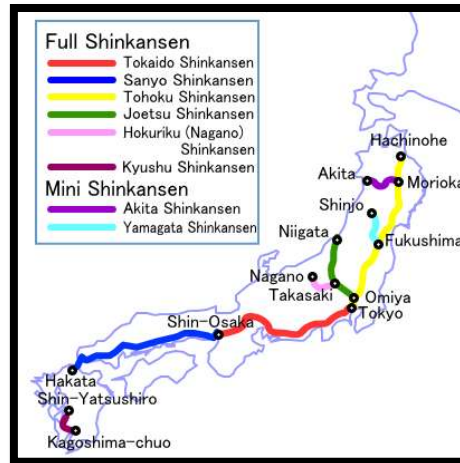 Full Shinkansen
Tokaido Shinkansen
Sanyo Shinkansen
Tohoku Shinkansen
Joetsu Shinkansen
Hokuriku (Nagano)
Shinkansen
Kyushu Shinkansen
Mini Shinkansen
Akita Shinkansen
Yamagata Shinkansen
Hachinohe
Akita
Morioka
Shinjo
Niigata
Fukushima
Nagano
Takasaki
Omiya
Tokyo
Shin-Osaka
Hakata
Shin-Yatsushiro
Kagoshima-chuo